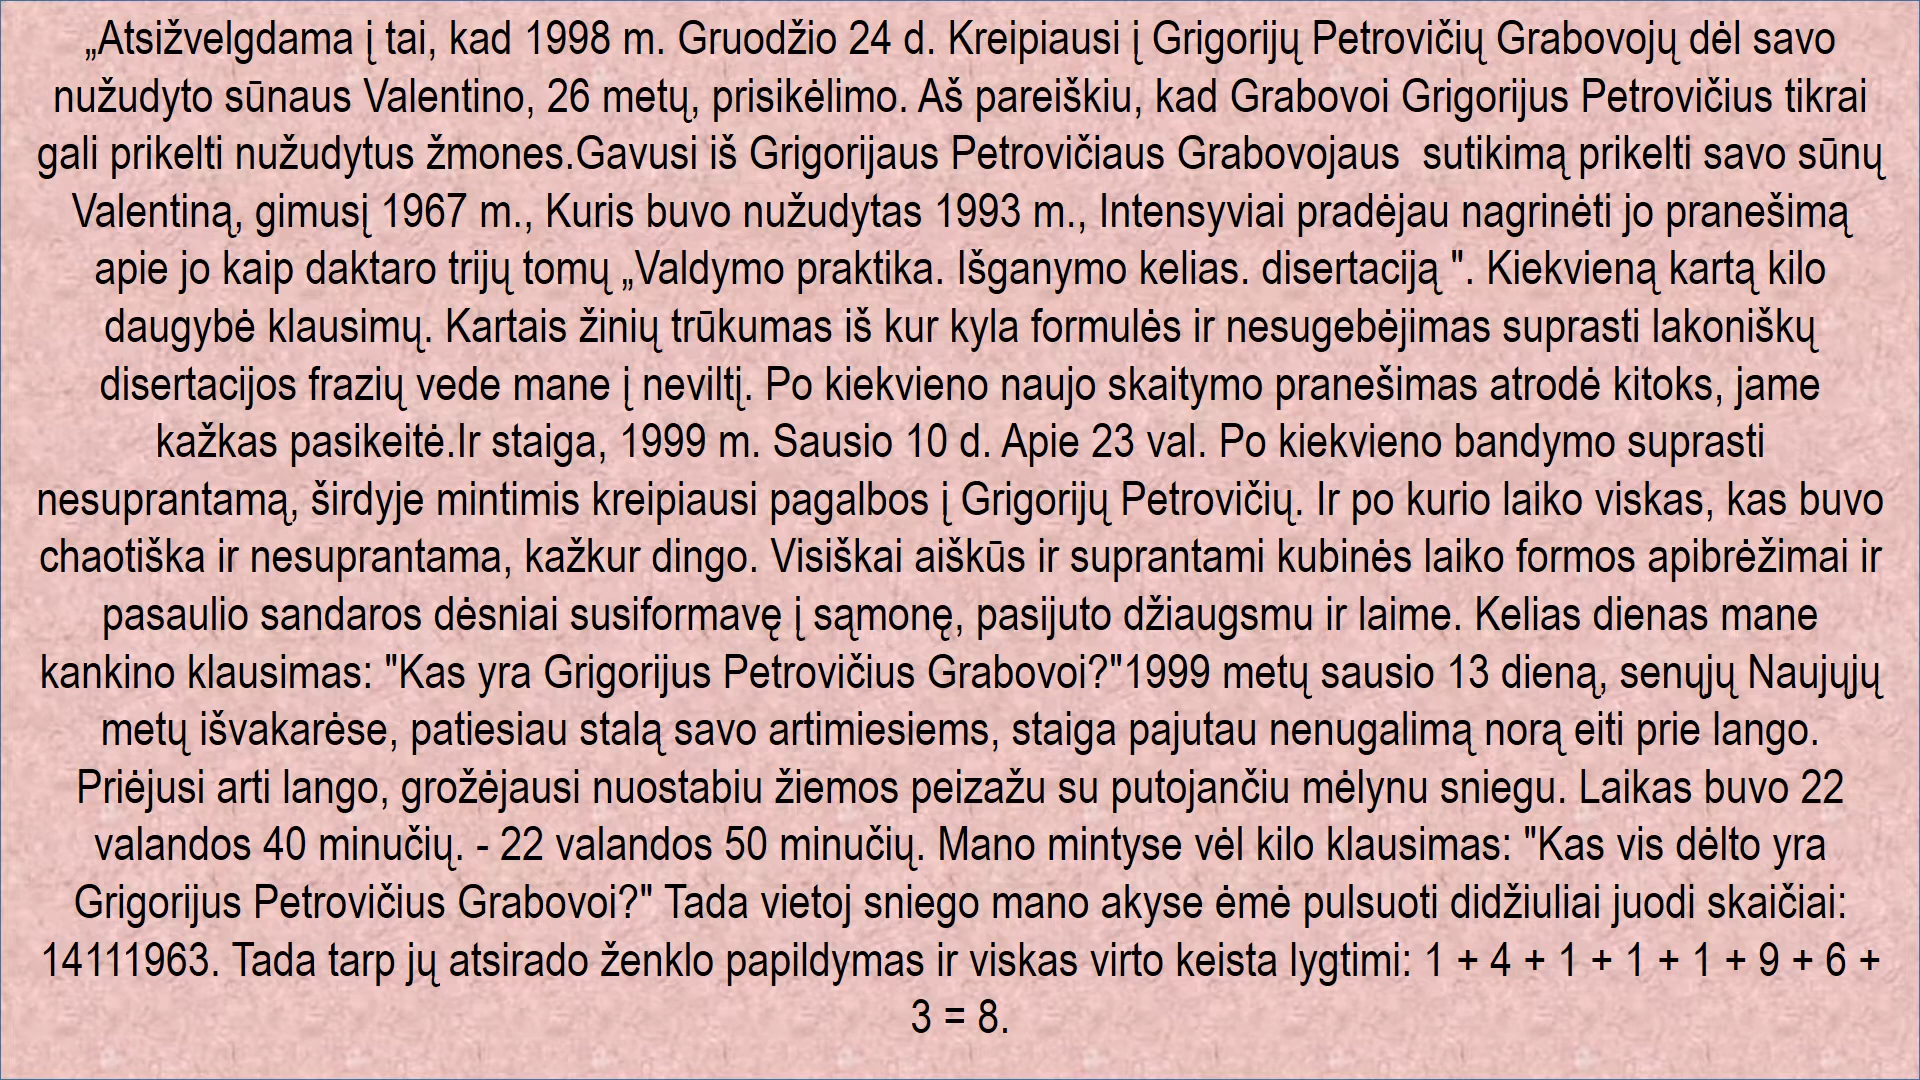 „Atsižvelgdama į tai, kad 1998 m. Gruodžio 24 d. Kreipiausi į Grigorijų Petrovičių Grabovojų dėl savo
nužudyto sūnaus Valentino, 26 metų, prisikėlimo. Aš pareiškiu, kad Grabovoi Grigorijus Petrovičius tikrai
gali prikelti nužudytus žmones.Gavusi iš Grigorijaus Petrovičiaus Grabovojaus  sutikimą prikelti savo sūnų
Valentiną, gimusį 1967 m., Kuris buvo nužudytas 1993 m., Intensyviai pradėjau nagrinėti jo pranešimą
apie jo kaip daktaro trijų tomų „Valdymo praktika. Išganymo kelias. disertaciją ". Kiekvieną kartą kilo
daugybė klausimų. Kartais žinių trūkumas iš kur kyla formulės ir nesugebėjimas suprasti lakoniškų
disertacijos frazių vede mane į neviltį. Po kiekvieno naujo skaitymo pranešimas atrodė kitoks, jame
kažkas pasikeitė.Ir staiga, 1999 m. Sausio 10 d. Apie 23 val. Po kiekvieno bandymo suprasti
nesuprantamą, širdyje mintimis kreipiausi pagalbos į Grigorijų Petrovičių. Ir po kurio laiko viskas, kas buvo
chaotiška ir nesuprantama, kažkur dingo. Visiškai aiškūs ir suprantami kubinės laiko formos apibrėžimai ir
pasaulio sandaros dėsniai susiformavę į sąmonę, pasijuto džiaugsmu ir laime. Kelias dienas mane
kankino klausimas: "Kas yra Grigorijus Petrovičius Grabovoi?"1999 metų sausio 13 dieną, senųjų Naujųjų
metų išvakarėse, patiesiau stalą savo artimiesiems, staiga pajutau nenugalimą norą eiti prie lango.
Priėjusi arti lango, grožėjausi nuostabiu žiemos peizažu su putojančiu mėlynu sniegu. Laikas buvo 22
valandos 40 minučių. - 22 valandos 50 minučių. Mano mintyse vėl kilo klausimas: "Kas vis dėlto yra
Grigorijus Petrovičius Grabovoi?" Tada vietoj sniego mano akyse ėmė pulsuoti didžiuliai juodi skaičiai:
14111963. Tada tarp jų atsirado ženklo papildymas ir viskas virto keista lygtimi: 1 + 4 + 1 + 1 + 1 + 9 + 6 +
3 = 8.